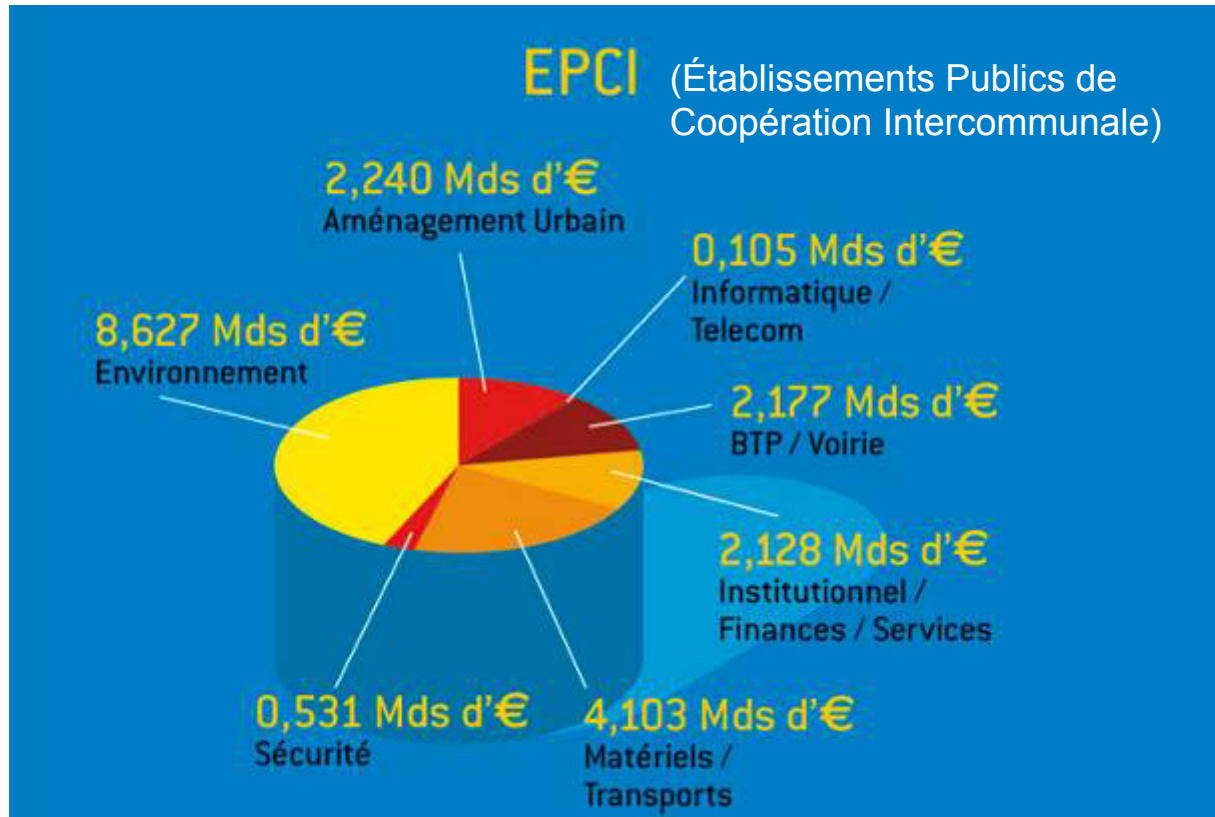 EPCI (Établissements Publics de
Coopération Intercommunale)
2,240 Mds d'€
Aménagement Urbain
0,105 Mds d'€
Informatique /
Telecom
8,627 Mds d'€
Environnement
2,177 Mds d'€
BTP / Voirie
2,128 Mds d'€
Institutionnel /
Finances / Services
0,531 Mds d'€
Sécurité
4,103 Mds d'€
Matériels /
Transports